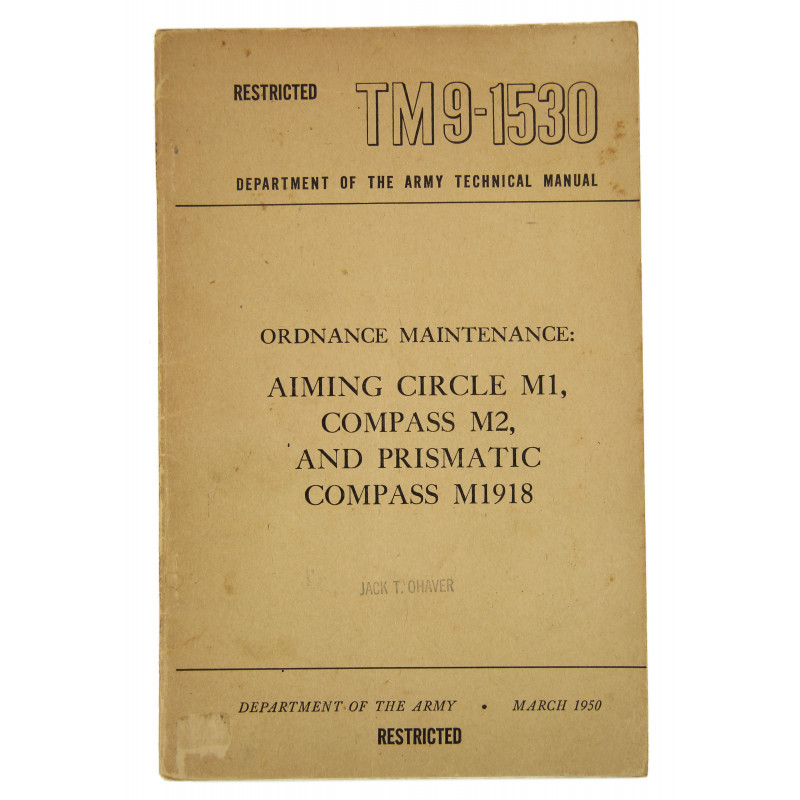 RESTRICTED TM9-1530
DEPARTMENT OF THE ARMY TECHNICAL MANUAL
ORDNANCE MAINTENANCE:
AIMING CIRCLE M1,
COMPASS M2,
AND PRISMATIC
COMPASS M1918
JACK T. OHAVER
DEPARTMENT OF THE ARMY • MARCH 1950
RESTRICTED